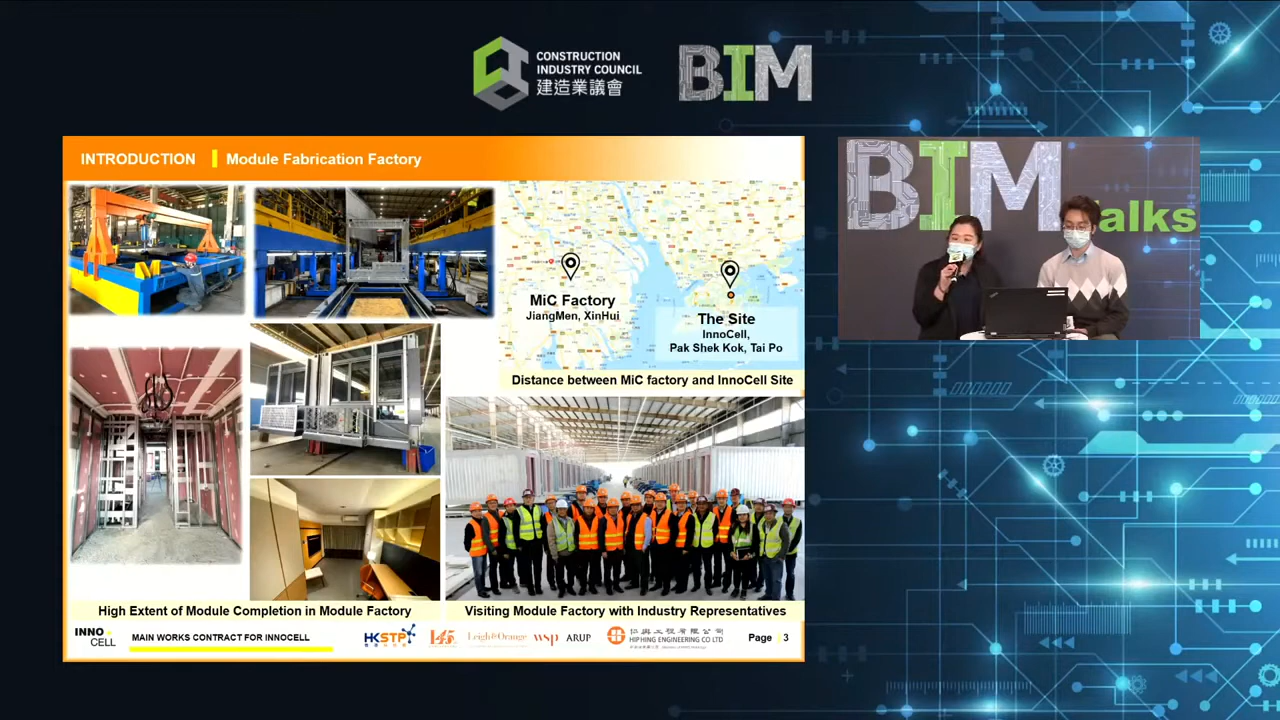 CONSTRUCTION
INDUSTRY COUNCIL
建造業議會
BIM
INTRODUCTION | Module Fabrication Factory
MiC Factory
JiangMen, XinHui
The Site
InnoCell,
Pak Shek Kok, Tai Po
Distance between MiC factory and InnoCell Site
High Extent of Module Completion in Module Factory
Visiting Module Factory with Industry Representatives
INNO
CELL
MAIN WORKS CONTRACT FOR INNOCELL
HKSTP
145
Leigh&Orange
wsp
ARUP
協興工程有限公司
HIP HING ENGINEERING CO LTD
Page | 3
BIM
Talks